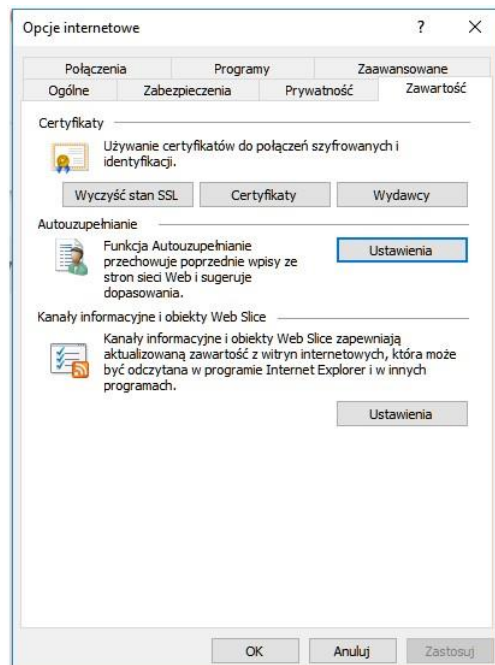 Opcje internetowe ?
Połączenia Programy Zaawansowane
Ogólne Zabezpieczenia Prywatność Zawartość
Certyfikaty
Używanie certyfikatów do połączeń szyfrowanych i
identyfikacji.
Wyczyść stan SSL Certyfikaty Wydawcy
Autouzupełnianie
Funkcja Autouzupełnianie
przechowuje poprzednie wpisy ze
stron sieci Web i sugeruje
dopasowania.
Ustawienia
Kanały informacyjne i obiekty Web Slice
Kanały informacyjne i obiekty Web Slice zapewniają
aktualizowaną zawartość z witryn internetowych, która może
być odczytana w programie Internet Explorer i w innych
programach.
Ustawienia
OK Anuluj Zastosuj